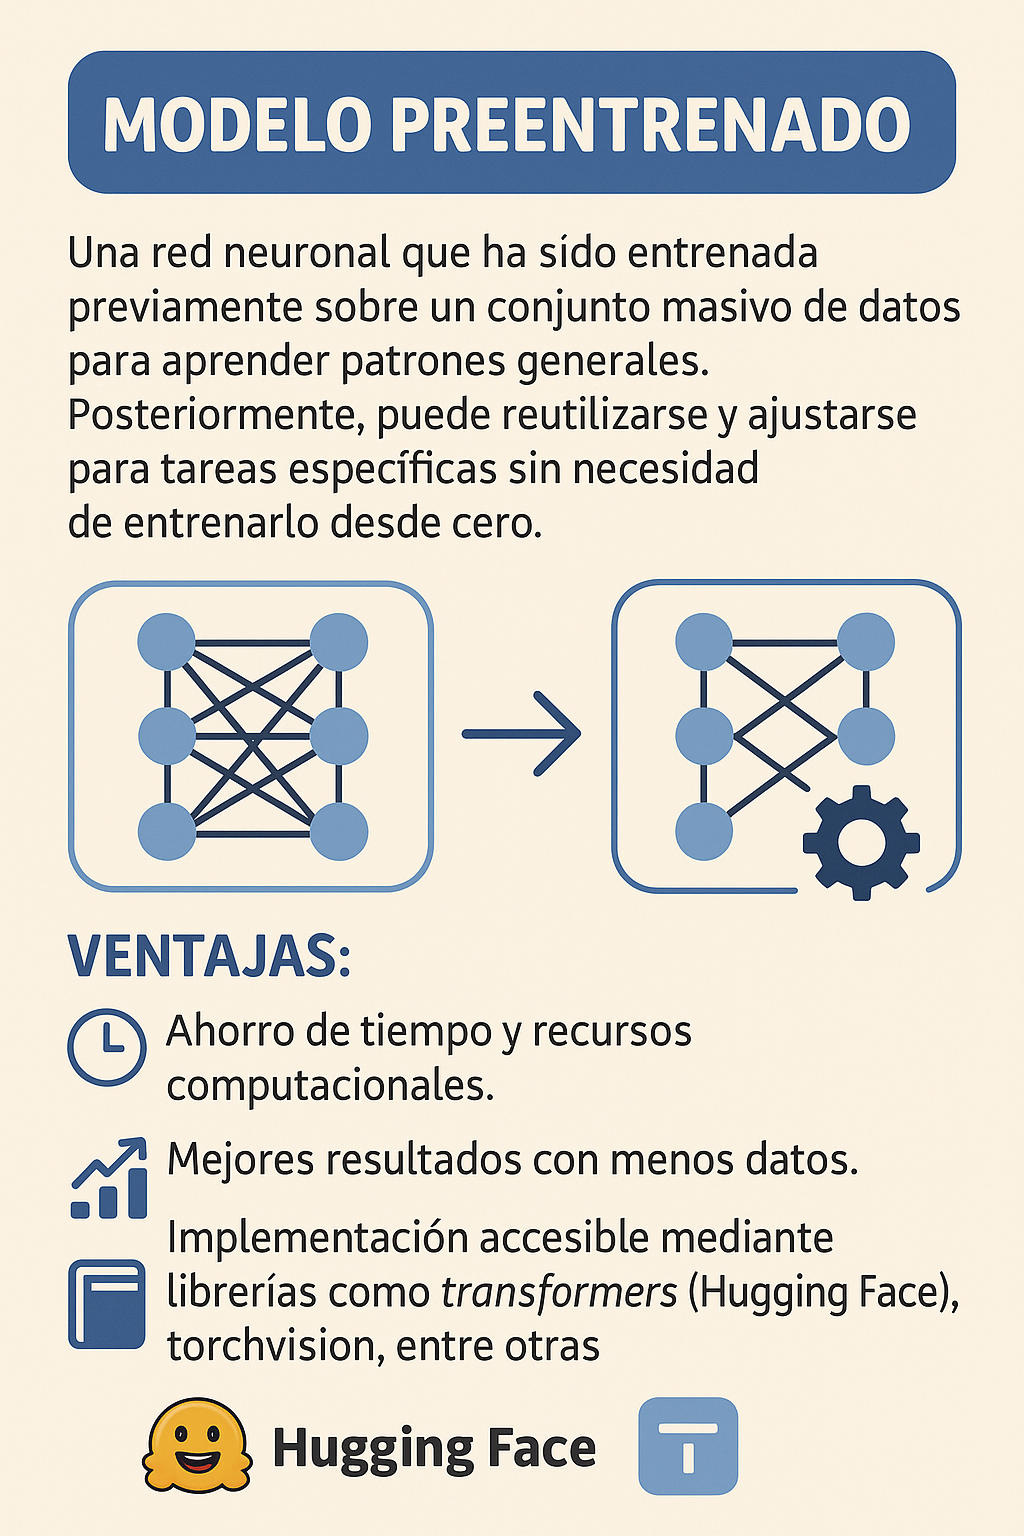 MODELO PREENTRENADO
Una red neuronal que ha sído entrenada
previamente sobre un conjunto masivo de datos
para aprender patrones generales.
Posteriormente, puede reutilizarse y ajustarse
para tareas específicas sin necesidad
de entrenarlo desde cero.
VENTAJAS:
Ahorro de tiempo y recursos
computacionales.
Mejores resultados con menos datos.
Implementación accesible mediante
librerías como transformers (Hugging Face),
torchvision, entre otras
Hugging Face